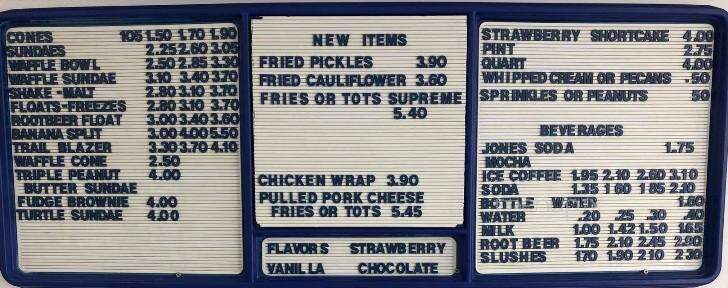 CONES 105 1.50 1.70 1.90
SUNDAES 2.25 2.60 3.05
WAFFLE BOWL 2.50 2.85 3.30
WAFFLE SUNDAE 3.10 3.40 3.70
SHAKE - MALT 2.80 3.10 3.70
FLOATS-FREEZES 2.80 3.10 3.70
ROOTBEER FLOAT 3.00 3.40 3.60
BANANA SPLIT 3.00 4.00 5.50
TRAIL BLAZER 3.30 3.70 4.10
WAFFLE CONE 2.50
TRIPLE PEANUT 4.00
BUTTER SUNDAE
FUDGE BROWNIE 4.00
TURTLE SUNDAE 4.00
NEW ITEMS
FRIED PICKLES 3.90
FRIED CAULIFLOWER 3.60
FRIES OR TOTS SUPREME
5.40
CHICKEN WRAP 3.90
PULLED PORK CHEESE
FRIES OR TOTS 5.45
FLAVORS STRAWBERRY
VANILLA CHOCOLATE
STRAWBERRY SHORTCAKE 4.00
PINT 2.75
QUART 4.00
WHIPPED CREAM OR PECANS .50
SPRINKLES OR PEANUTS 50
BEVERAGES
JONES SODA 1.75
MOCHA
ICE COFFEE 1.95 2.10 2.60 3.10
SODA 1.35 1 60 1 85 2.10
BOTTLE WATER 1.60
WATER .20 .25 .30 .40
MILK 1.00 1.42 1.50 1.65
ROOT BEER 1.75 2.10 2.45 2.90
SLUSHES 1.70 1.90 2.10 2 30